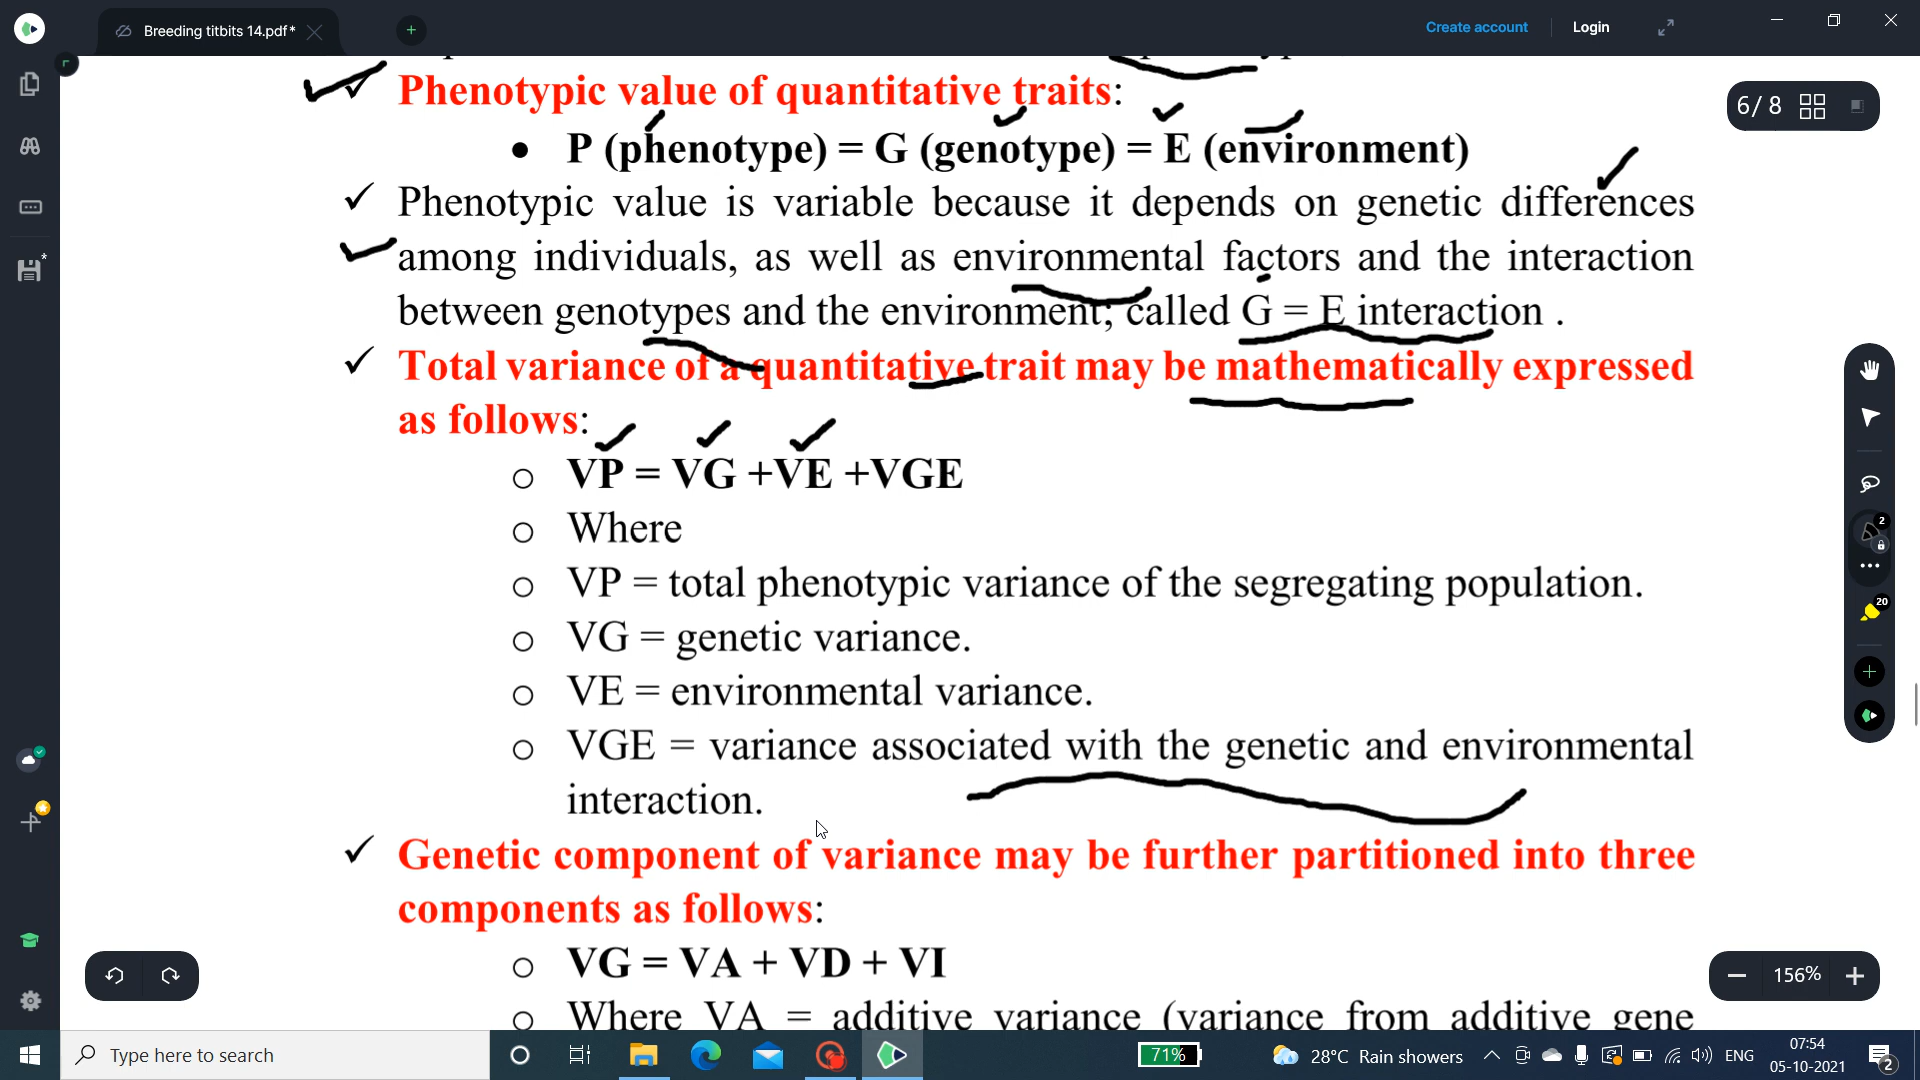 Breeding titbits 14.pdf*
Create account
Login
6/ 8
Phenotypic value of quantitative traits:
P (phenotype) = G (genotype) = E (environment)
Phenotypic value is variable because it depends on genetic differences
among individuals, as well as environmental factors and the interaction
between genotypes and the environment; called G = E interaction .
Total variance of a quantitative trait may be mathematically expressed
as follows:
VP = VG +VE +VGE
Where
VP = total phenotypic variance of the segregating population.
VG = genetic variance.
VE = environmental variance.
VGE = variance associated with the genetic and environmental
interaction.
Genetic component of variance may be further partitioned into three
components as follows:
VG = VA + VD + VI
Where VA = additive variance (variance from additive gene
2
20
156%
Type here to search
71%
28°C Rain showers
ENG
07:54
05-10-2021
2